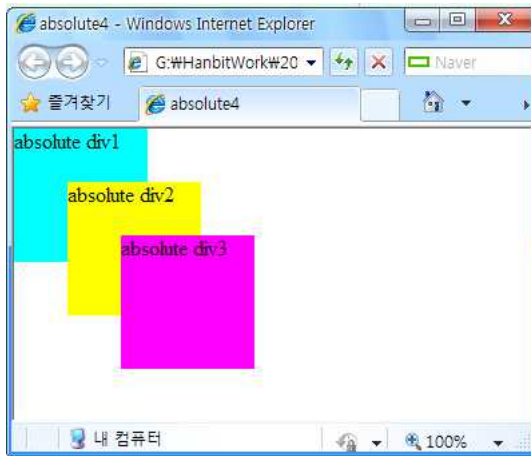 absolute4 - Windows Internet Explorer
G:₩HanbitWork₩20
Naver
즐겨찾기
absolute4
absolute div1
absolute div2
absolute div3
내 컴퓨터
100%